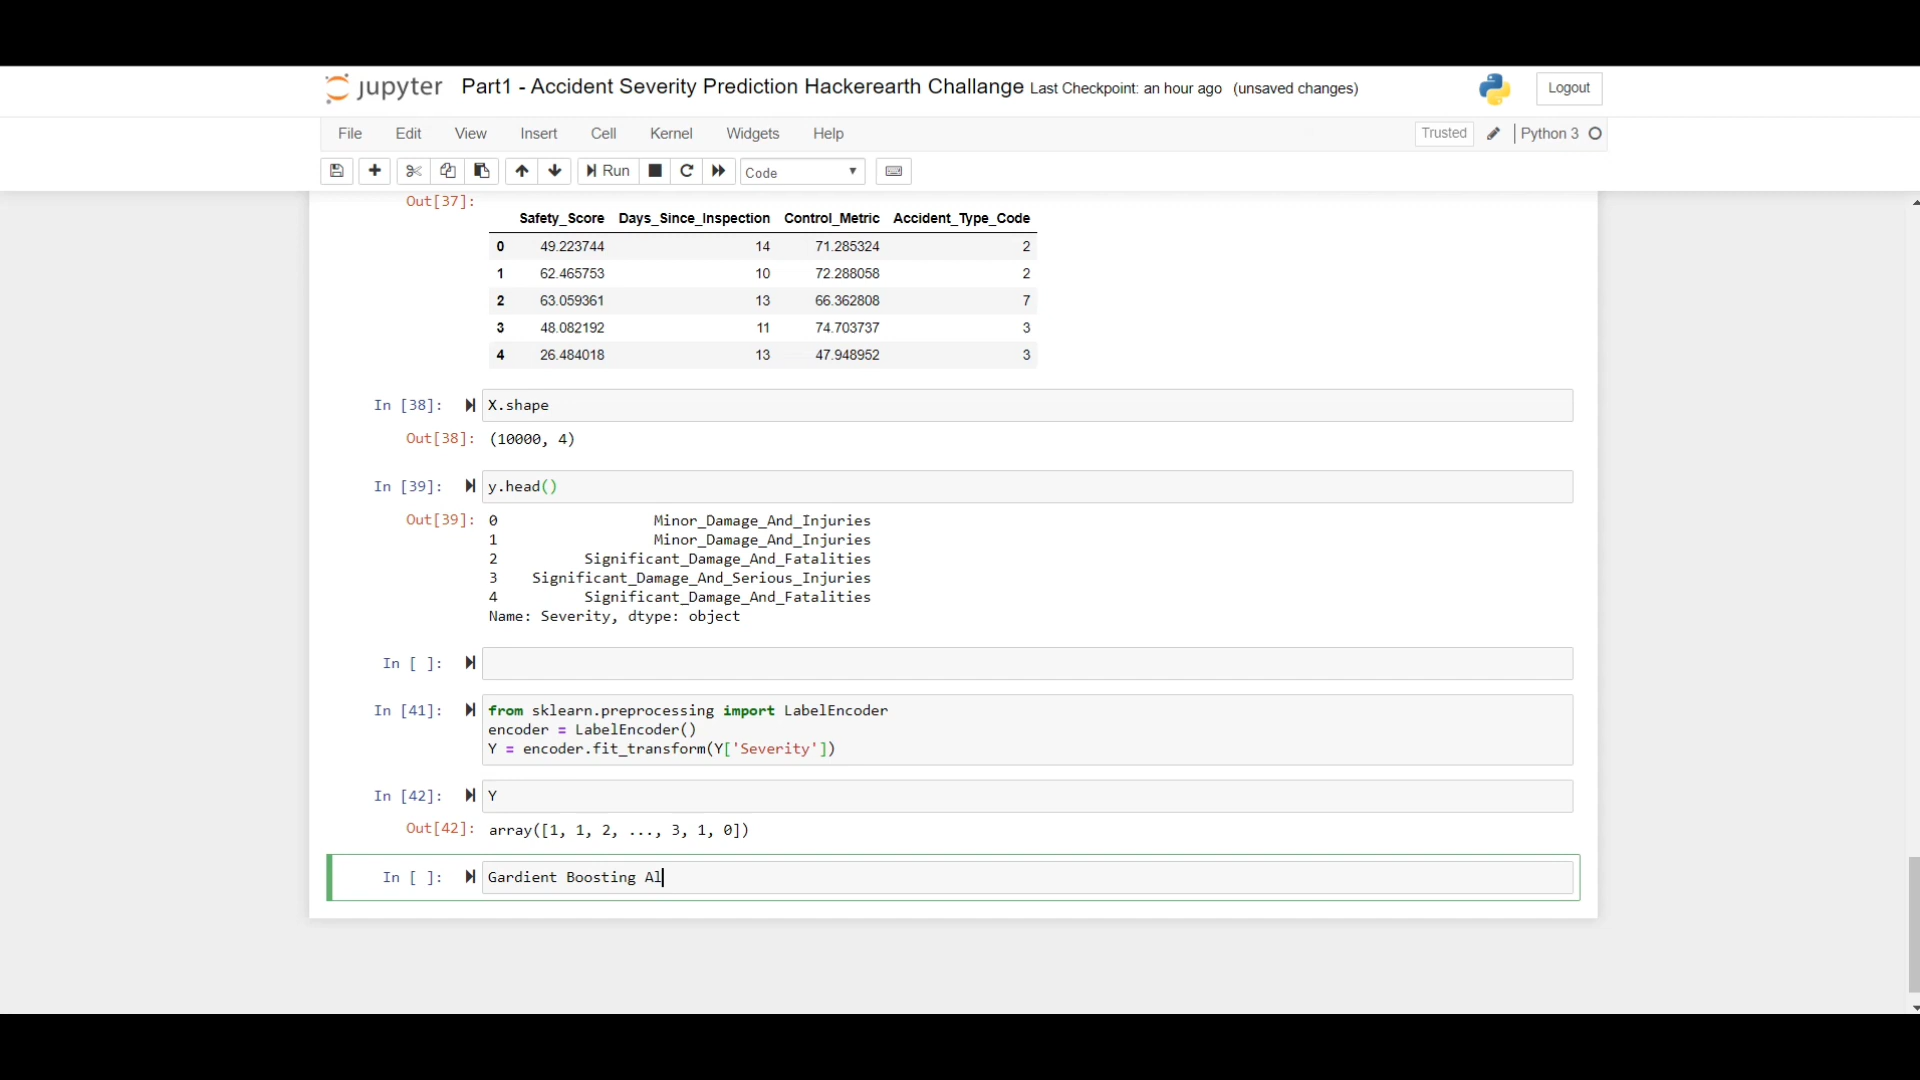 jupyter Part1 - Accident Severity Prediction Hackerearth Challange Last Checkpoint: an hour ago (unsaved changes) Logout
File Edit View Insert Cell Kernel Widgets Help Trusted Python 3
Run Code
Out[37]:
Safety_Score Days_Since_Inspection Control_Metric Accident_Type_Code
0 49.223744 14 71.285324 2
1 62.465753 10 72.288058 2
2 63.059361 13 66.362808 7
3 48.082192 11 74.703737 3
4 26.484018 13 47.948952 3
In [38]: X.shape
Out[38]: (10000, 4)
In [39]: y.head()
Out[39]: 0 Minor_Damage_And_Injuries
1 Minor_Damage_And_Injuries
2 Significant_Damage_And_Fatalities
3 Significant_Damage_And_Serious_Injuries
4 Significant_Damage_And_Fatalities
Name: Severity, dtype: object
In [ ]:
In [41]: from sklearn.preprocessing import LabelEncoder
encoder = LabelEncoder()
Y = encoder.fit_transform(Y['Severity'])
In [42]: Y
Out[42]: array([1, 1, 2, ..., 3, 1, 0])
In [ ]: Gardient Boosting Al